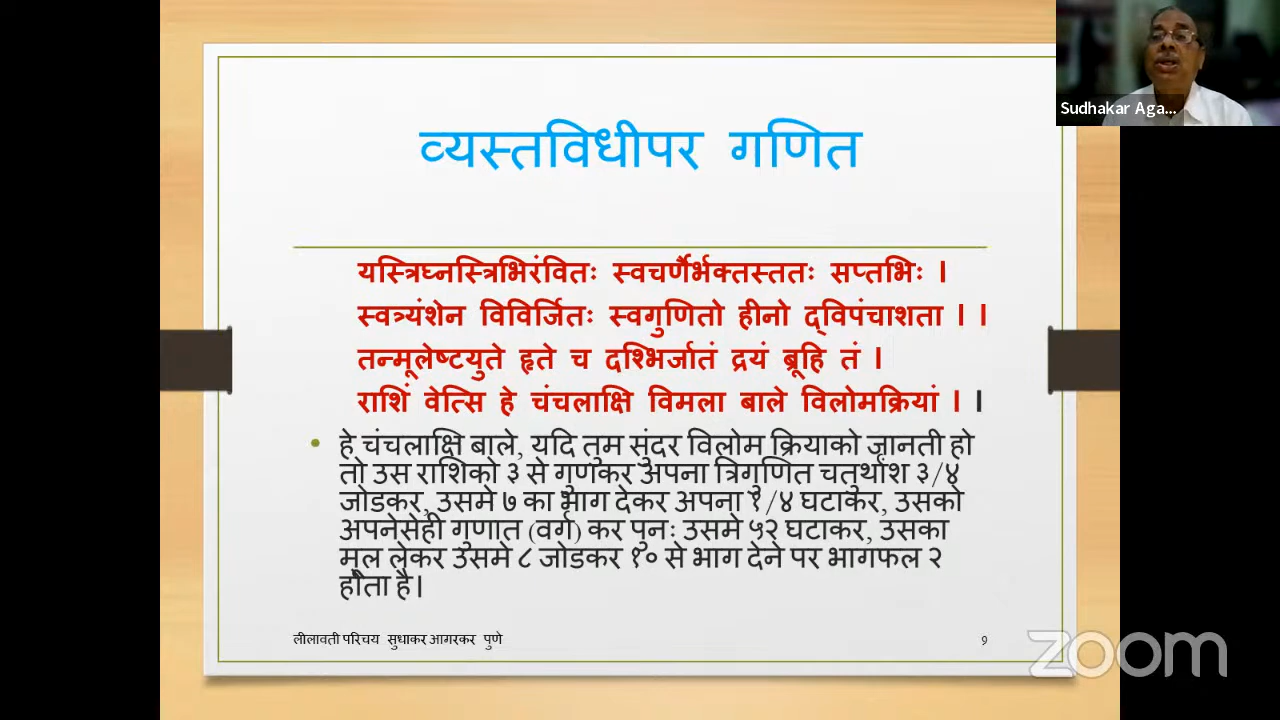 Sudhakar Aga...
व्यस्तविधीपर गणित
यस्त्रिघ्नस्त्रिभिरंवितः स्वचर्णैर्भक्तस्ततः सप्तभिः ।
स्वत्र्यंशेन विविर्जितः स्वगुणितो हीनो द्विपंचाशता । ।
तन्मूलेष्टयुते हृते च दश्भिर्जातं द्रयं ब्रूहि तं ।
राशिं वेत्सि हे चंचलाक्षि विमला बाले विलोमक्रियां । ।
• हे चंचलाक्षि बाले, यदि तुम सुंदर विलोम क्रियाको जानती हो
तो उस राशिको ३ से गुणकर अपना त्रिगुणित चतुर्थांश ३/४
जोडकर, उसमे ७ का भाग देकर अपना १/४ घटाकर, उसको
अपनेसेही गुणात (वर्ग) कर पुनः उसमे ५२ घटाकर, उसका
मूल लेकर उसमे ८ जोडकर १० से भाग देने पर भागफल २
होता है।
लीलावती परिचय सुधाकर आगरकर पुणे
9
zoom